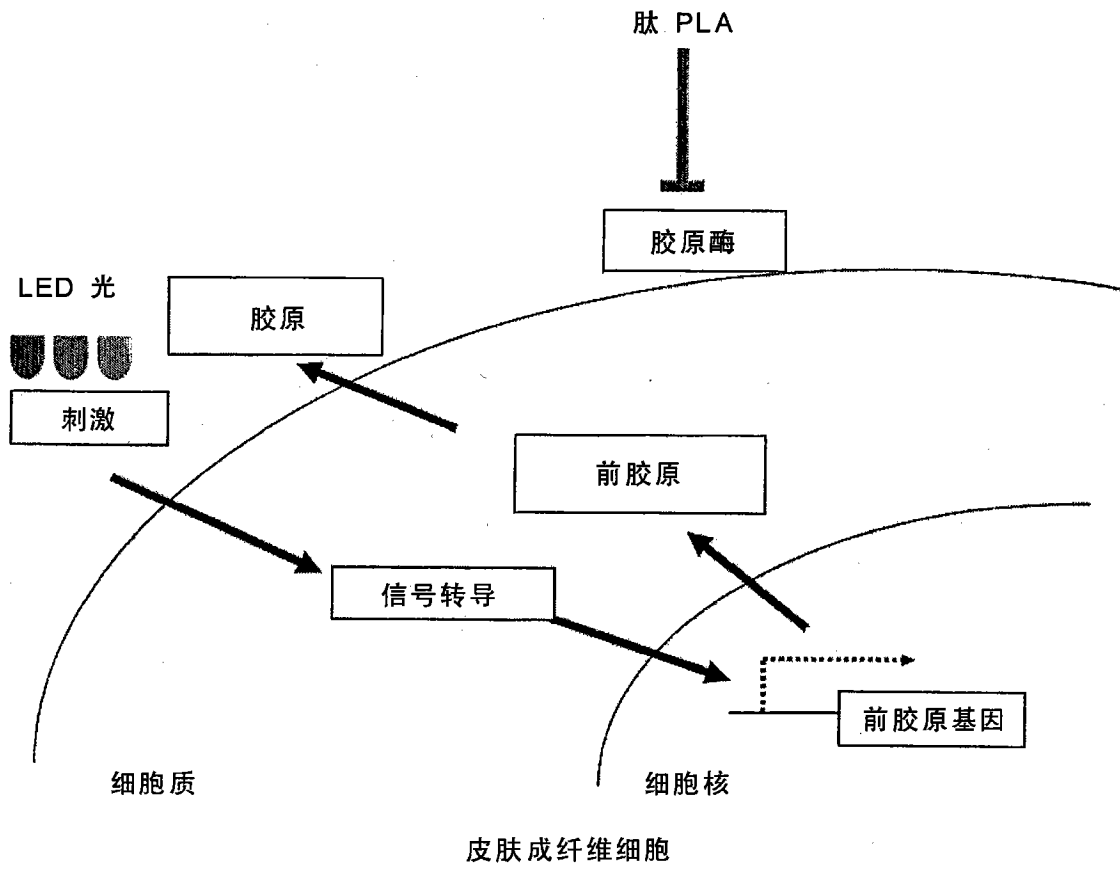 肽 PLA
胶原酶
LED 光
胶原
刺激
前胶原
信号转导
前胶原基因
细胞质
细胞核
皮肤成纤维细胞